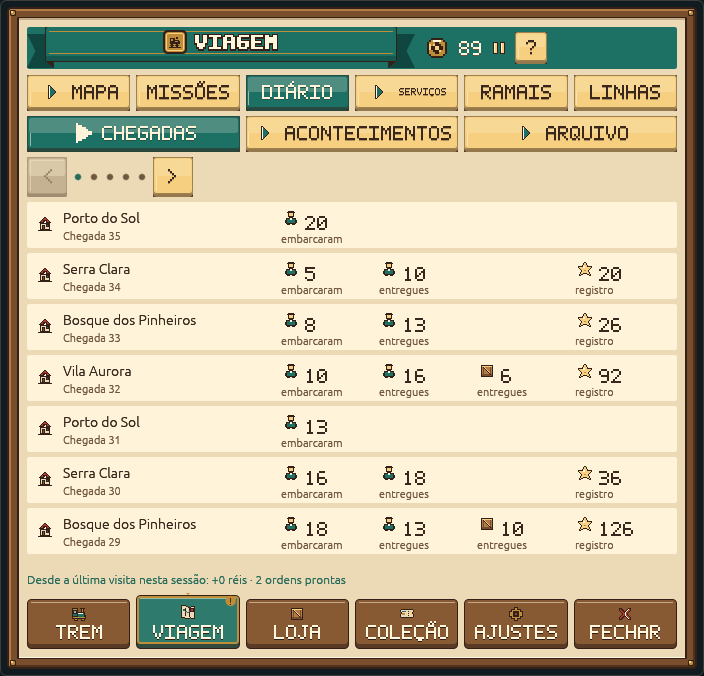 VIAGEM
89
?
MAPA MISSÕES DIÁRIO SERVIÇOS RAMAIS LINHAS
CHEGADAS ACONTECIMENTOS ARQUIVO
Porto do Sol 20
Chegada 35 embarcaram
Serra Clara 5 10 20
Chegada 34 embarcaram entregues registro
Bosque dos Pinheiros 8 13 26
Chegada 33 embarcaram entregues registro
Vila Aurora 10 16 6 92
Chegada 32 embarcaram entregues entregues registro
Porto do Sol 13
Chegada 31 embarcaram
Serra Clara 16 18 36
Chegada 30 embarcaram entregues registro
Bosque dos Pinheiros 18 13 10 126
Chegada 29 embarcaram entregues entregues registro
Desde a última visita nesta sessão: +0 réis · 2 ordens prontas
TREM VIAGEM LOJA COLEÇÃO AJUSTES FECHAR